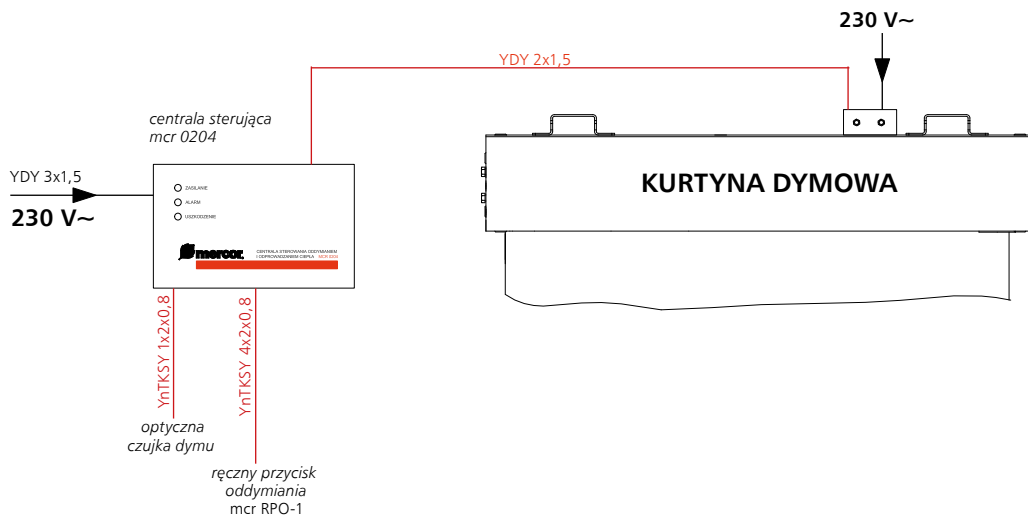 230 V~
YDY 2x1,5
centrala sterująca
mcr 0204
YDY 3x1,5
230 V~
ZASILANIE
ALARM
USZKODZENIE
mercor
CENTRALA STEROWANIA ODDYMIANIEM
I ODPROWADZANIEM CIEPŁA MCR 0204
KURTYNA DYMOWA
YnTKSY 1x2x0,8
YnTKSY 4x2x0,8
optyczna
czujka dymu
ręczny przycisk
oddymiania
mcr RPO-1